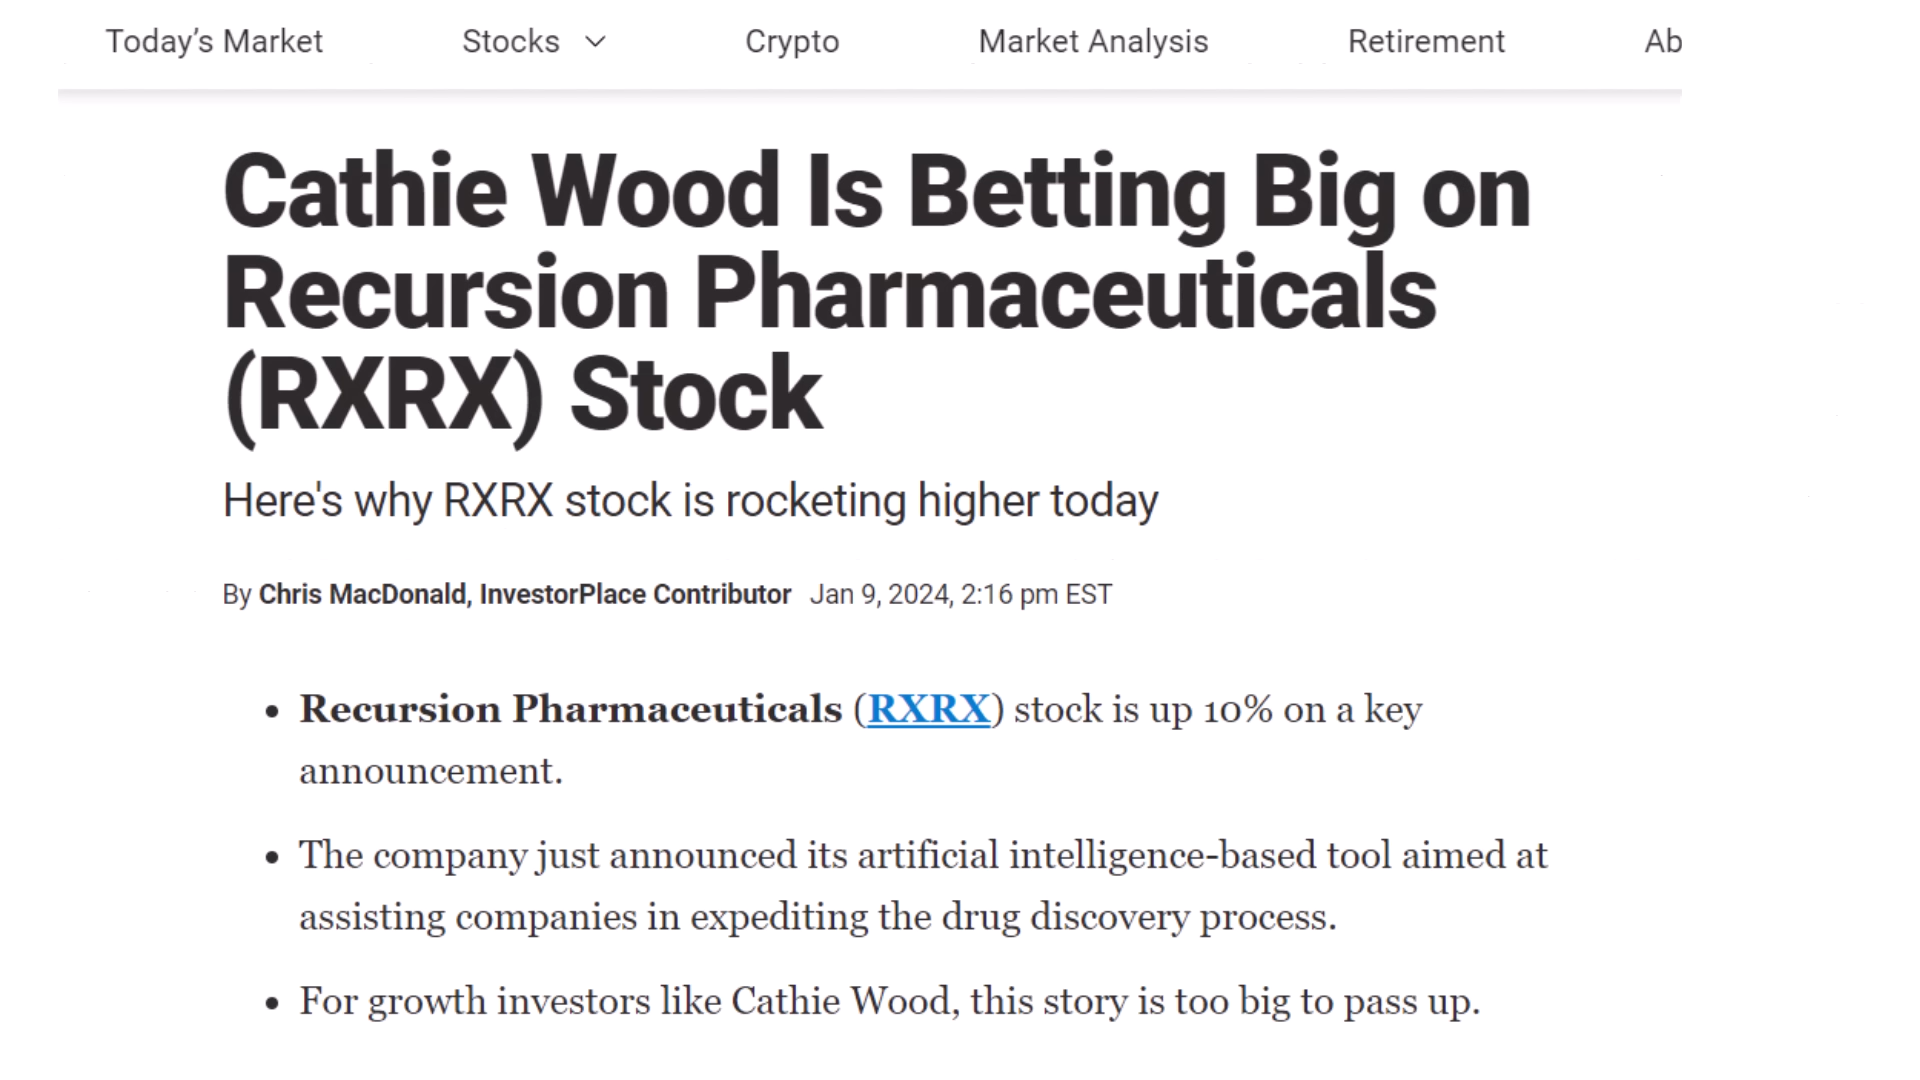 Today’s Market Stocks Crypto Market Analysis Retirement Ab
Cathie Wood Is Betting Big on
Recursion Pharmaceuticals
(RXRX) Stock
Here's why RXRX stock is rocketing higher today
By Chris MacDonald, InvestorPlace Contributor Jan 9, 2024, 2:16 pm EST
• Recursion Pharmaceuticals (RXRX) stock is up 10% on a key
announcement.
• The company just announced its artificial intelligence-based tool aimed at
assisting companies in expediting the drug discovery process.
• For growth investors like Cathie Wood, this story is too big to pass up.